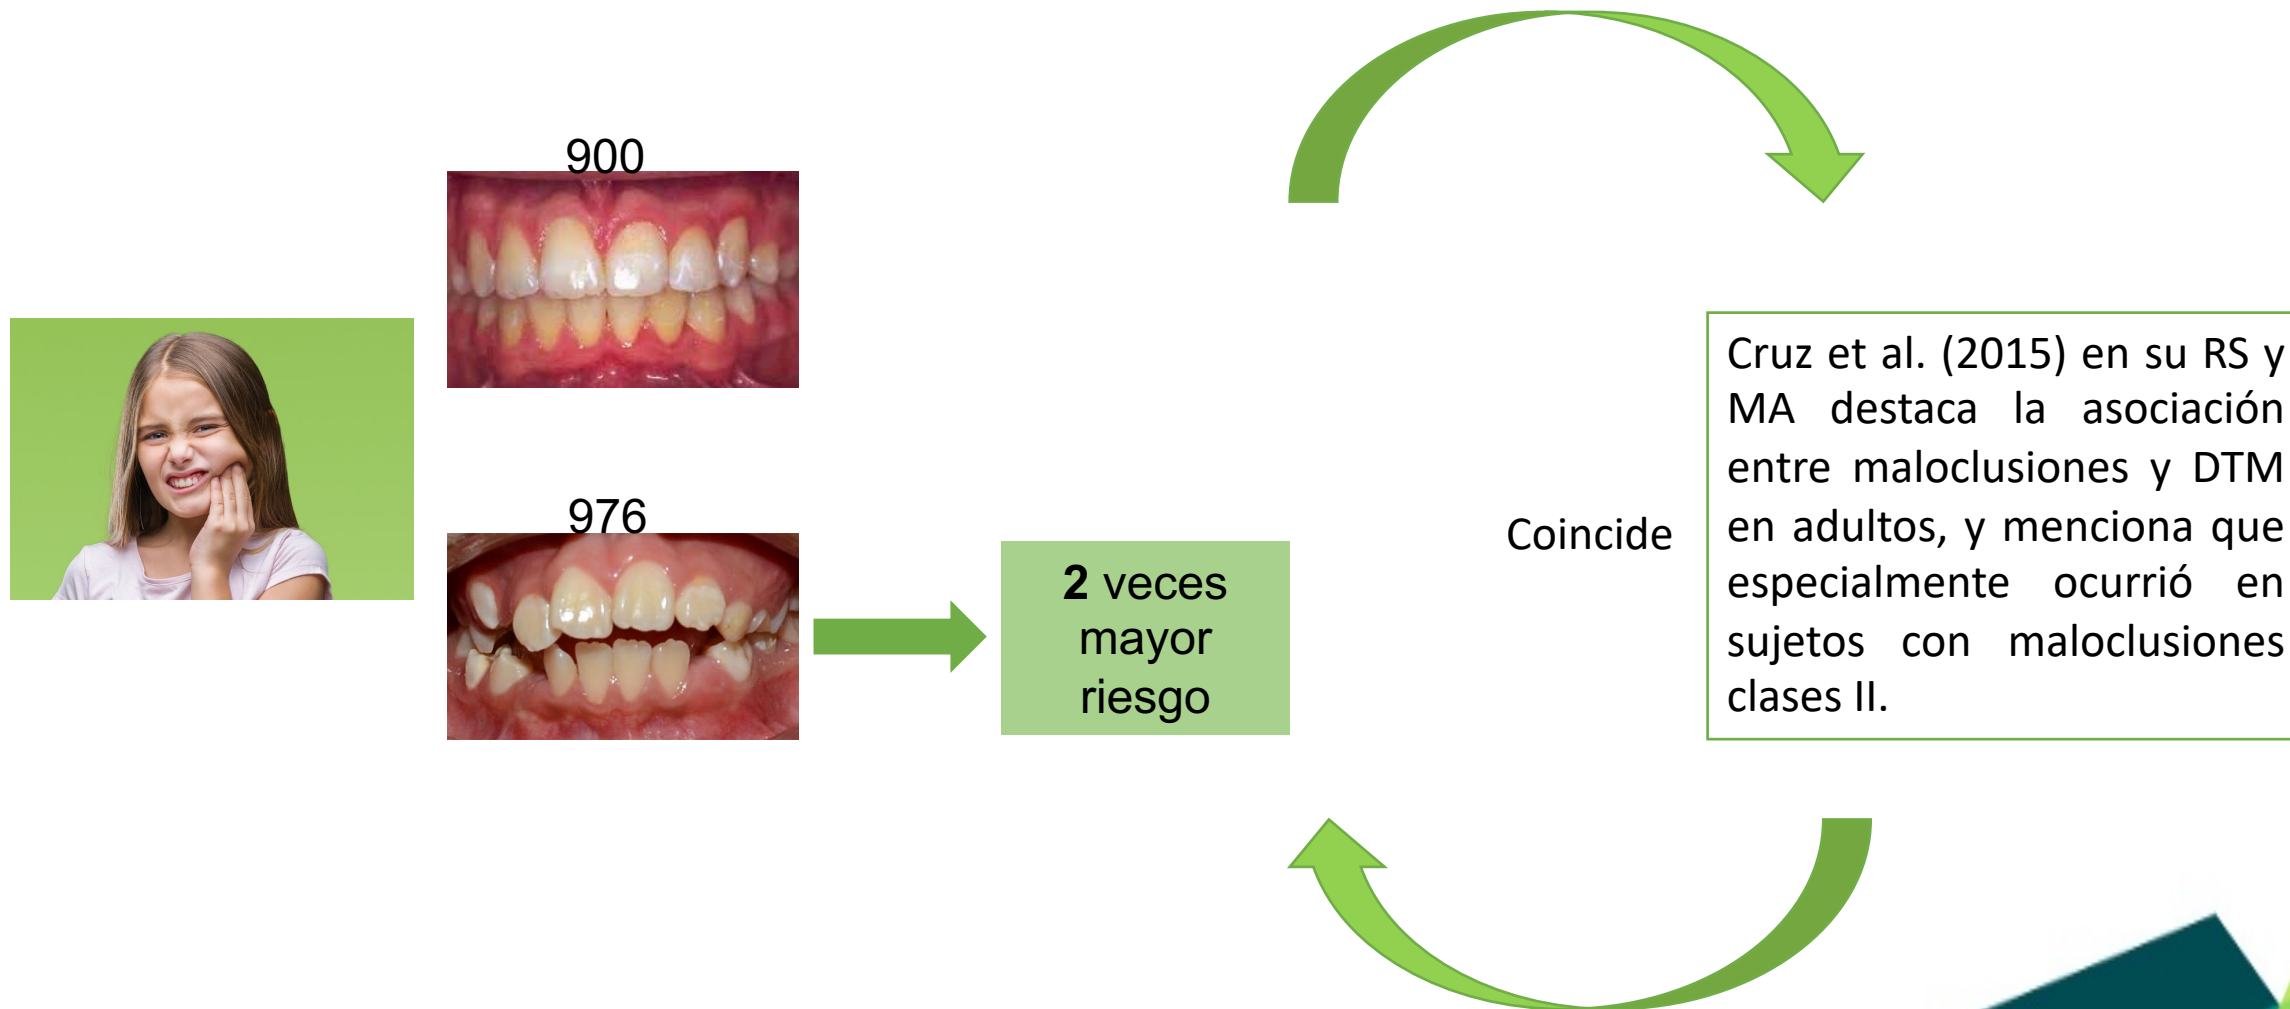 900
976
2 veces
mayor
riesgo
Coincide
Cruz et al. (2015) en su RS y
MA destaca la asociación
entre maloclusiones y DTM
en adultos, y menciona que
especialmente ocurrió en
sujetos con maloclusiones
clases II.